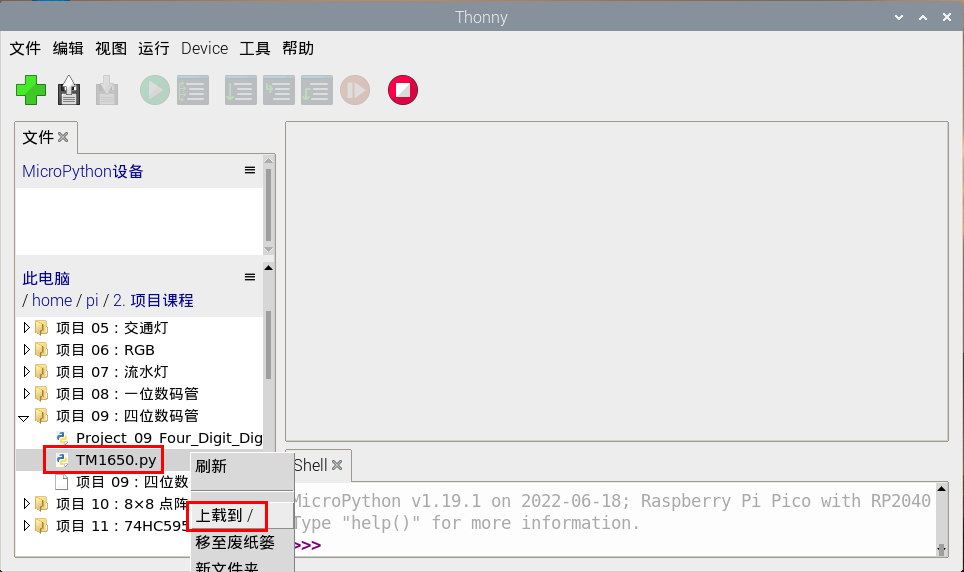 Thonny
文件 编辑 视图 运行 Device 工具 帮助
文件
MicroPython设备
此电脑
/ home / pi / 2. 项目课程
项目 05：交通灯
项目 06：RGB
项目 07：流水灯
项目 08：一位数码管
项目 09：四位数码管
Project_09_Four_Digit_Dig
TM1650.py
项目 09：四位数
项目 10：8×8 点阵
项目 11：74HC595
刷新
上载到 /
移至废纸篓
新文件夹
Shell
MicroPython v1.19.1 on 2022-06-18; Raspberry Pi Pico with RP2040
Type "help()" for more information.
>>>